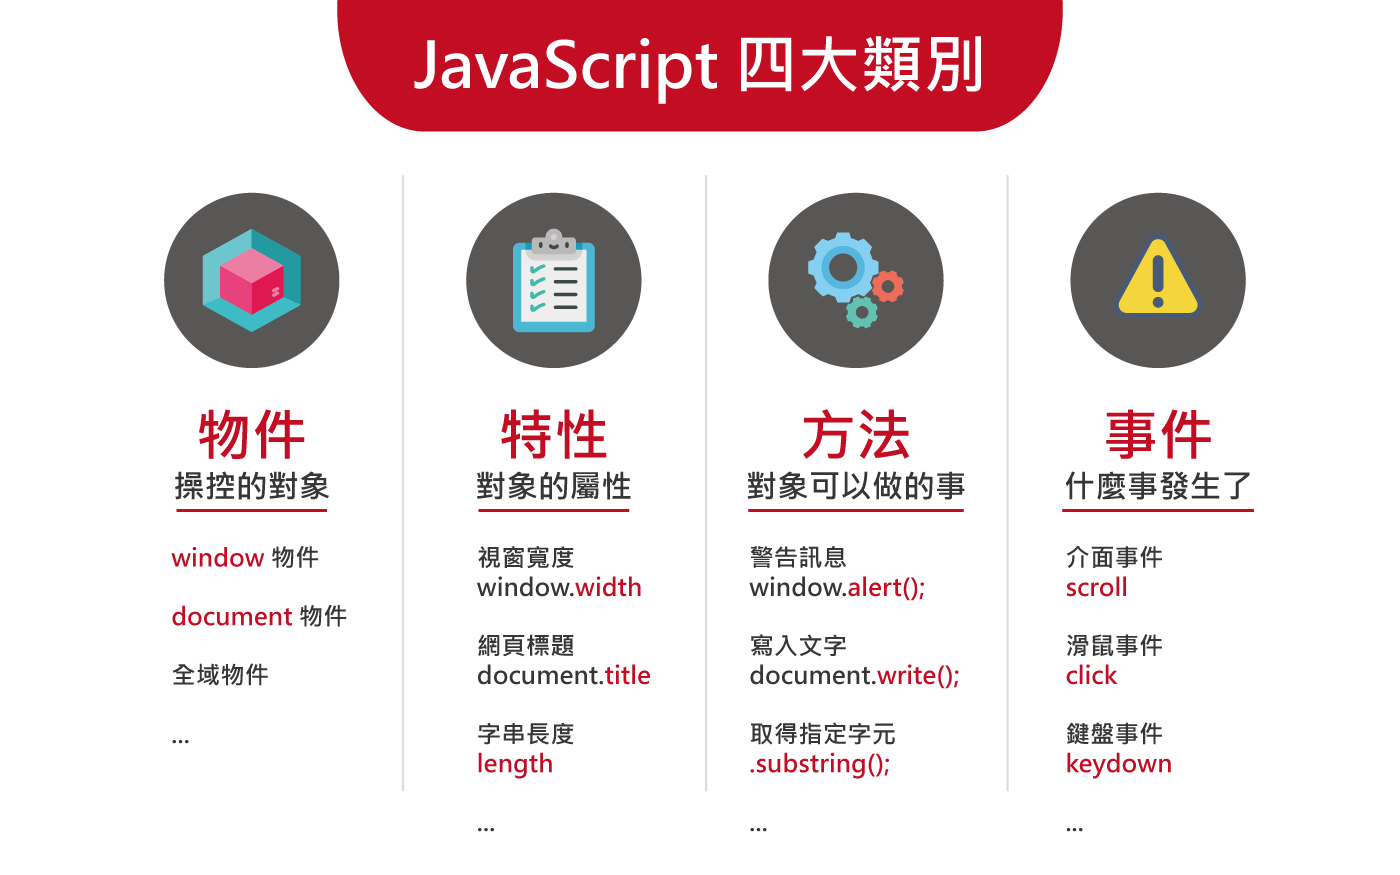 JavaScript 四大類別
物件
操控的對象
window 物件
document 物件
全域物件
...
特性
對象的屬性
視窗寬度
window.width
網頁標題
document.title
字串長度
length
...
方法
對象可以做的事
警告訊息
window.alert();
寫入文字
document.write();
取得指定字元
.substring();
...
事件
什麼事發生了
介面事件
scroll
滑鼠事件
click
鍵盤事件
keydown
...